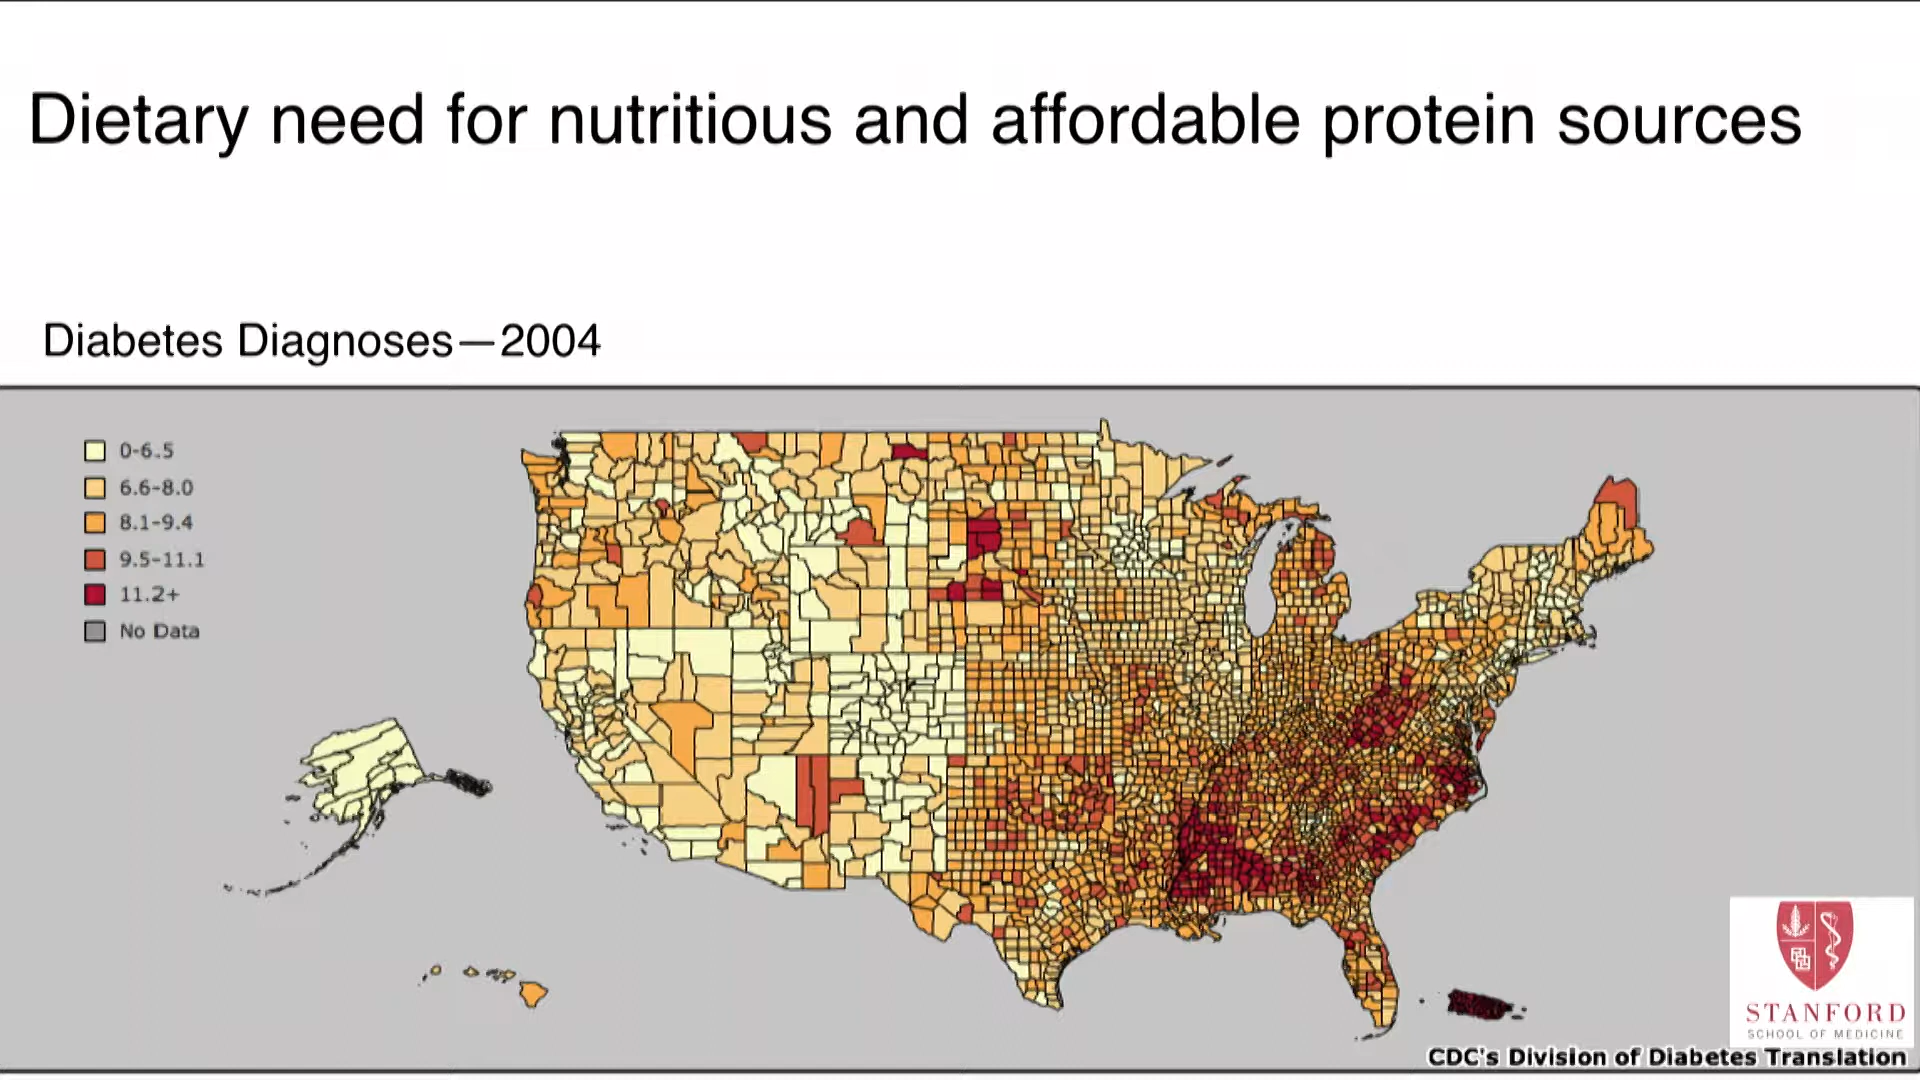 Dietary need for nutritious and affordable protein sources
Diabetes Diagnoses—2004
0-6.5
6.6-8.0
8.1-9.4
9.5-11.1
11.2+
No Data
STANFORD
SCHOOL OF MEDICINE
CDC's Division of Diabetes Translation